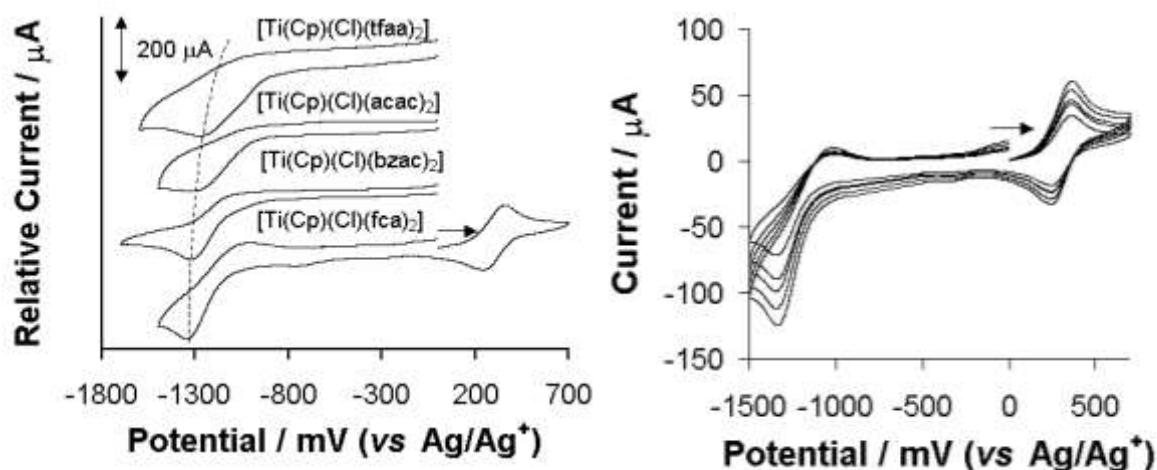 200 μA
[Ti(Cp)(Cl)(tfaa)₂]
[Ti(Cp)(Cl)(acac)₂]
[Ti(Cp)(Cl)(bzac)₂]
[Ti(Cp)(Cl)(fca)₂]
Relative Current / μA
-1800 -1300 -800 -300 200 700
Potential / mV (vs Ag/Ag⁺)
100
50
0
-50
-100
-150
Current / μA
-1500 -1000 -500 0 500
Potential / mV (vs Ag/Ag⁺)